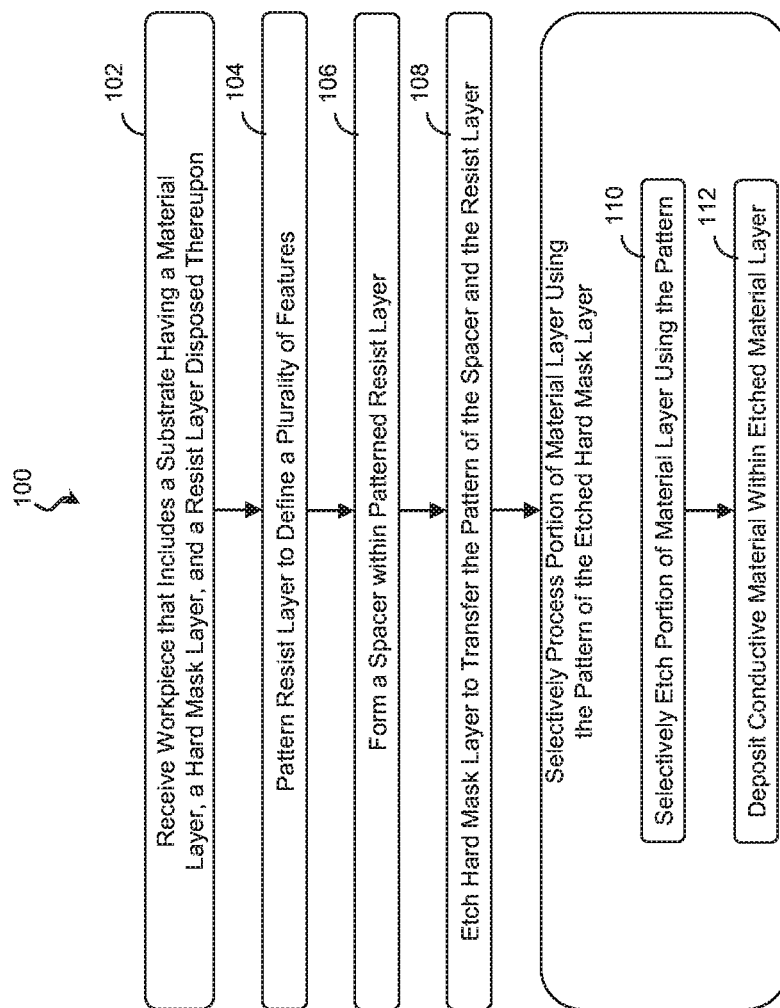 100
102
Receive Workpiece that Includes a Substrate Having a Material
Layer, a Hard Mask Layer, and a Resist Layer Disposed Thereupon
104
Pattern Resist Layer to Define a Plurality of Features
106
Form a Spacer within Patterned Resist Layer
108
Etch Hard Mask Layer to Transfer the Pattern of the Spacer and the Resist Layer
Selectively Process Portion of Material Layer Using
the Pattern of the Etched Hard Mask Layer
110
Selectively Etch Portion of Material Layer Using the Pattern
112
Deposit Conductive Material Within Etched Material Layer